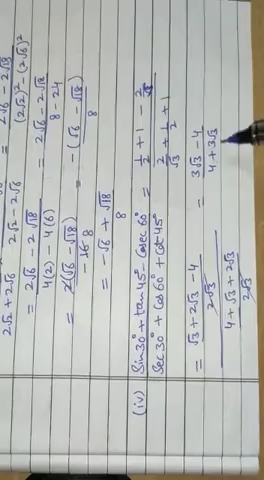 = 2√6 - 2√18 / (2√2)² - (2√6)²
2√2 + 2√6   2√2 - 2√6
= 2√6 - 2√18 / 4(2) - 4(6) = 2√6 - 2√18 / 8 - 24
= 2(√6 - √18) / -16 8 = -(√6 - √18) / 8
= -√6 + √18 / 8
(iv) Sin30° + tan45° - Cosec60° / Sec30° + cos60° + cot45° = 1/2 + 1 - 2/√3 / 2/√3 + 1/2 + 1
= √3 + 2√3 - 4 / 2√3 / 4 + √3 + 2√3 / 2√3 = 3√3 - 4 / 4 + 3√3